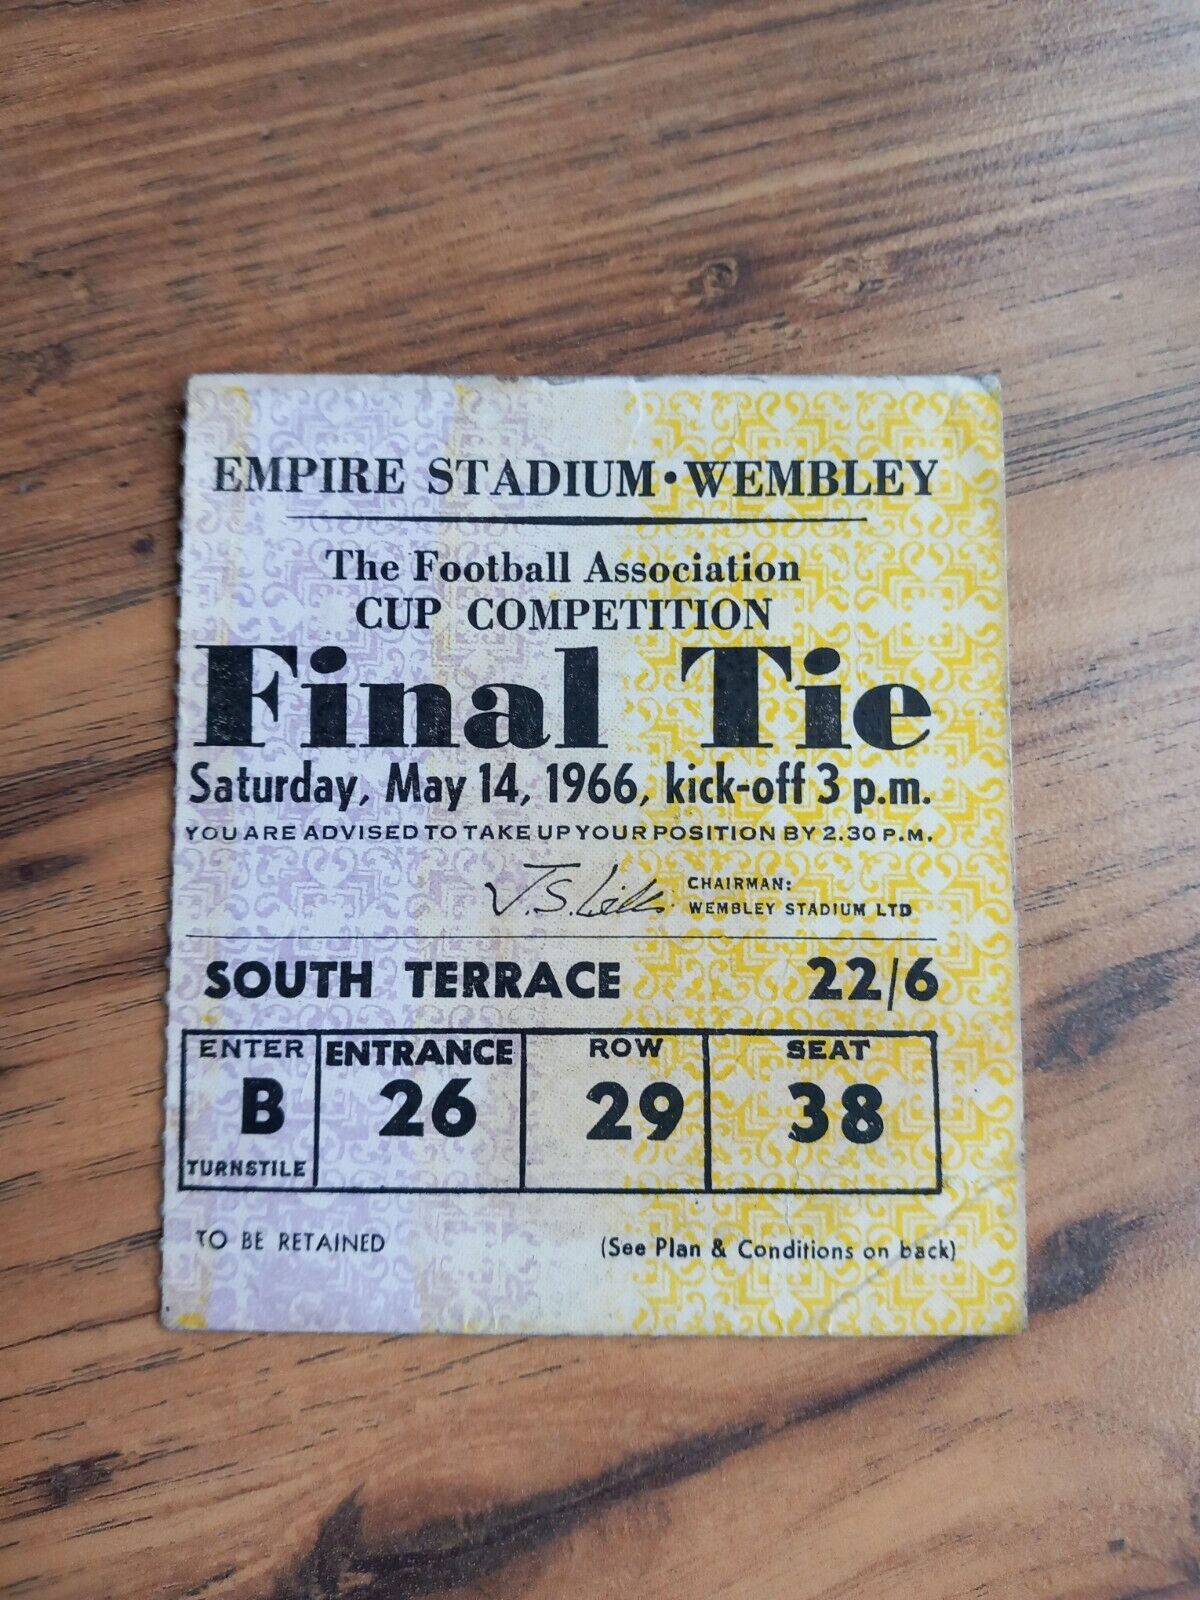 EMPIRE STADIUM • WEMBLEY
The Football Association
CUP COMPETITION
Final Tie
Saturday, May 14, 1966, kick-off 3 p.m.
YOU ARE ADVISED TO TAKE UP YOUR POSITION BY 2.30 P.M.
J.S.
CHAIRMAN:
WEMBLEY STADIUM LTD
SOUTH TERRACE 22/6
ENTER ENTRANCE ROW SEAT
B 26 29 38
TURNSTILE
TO BE RETAINED (See Plan & Conditions on back)